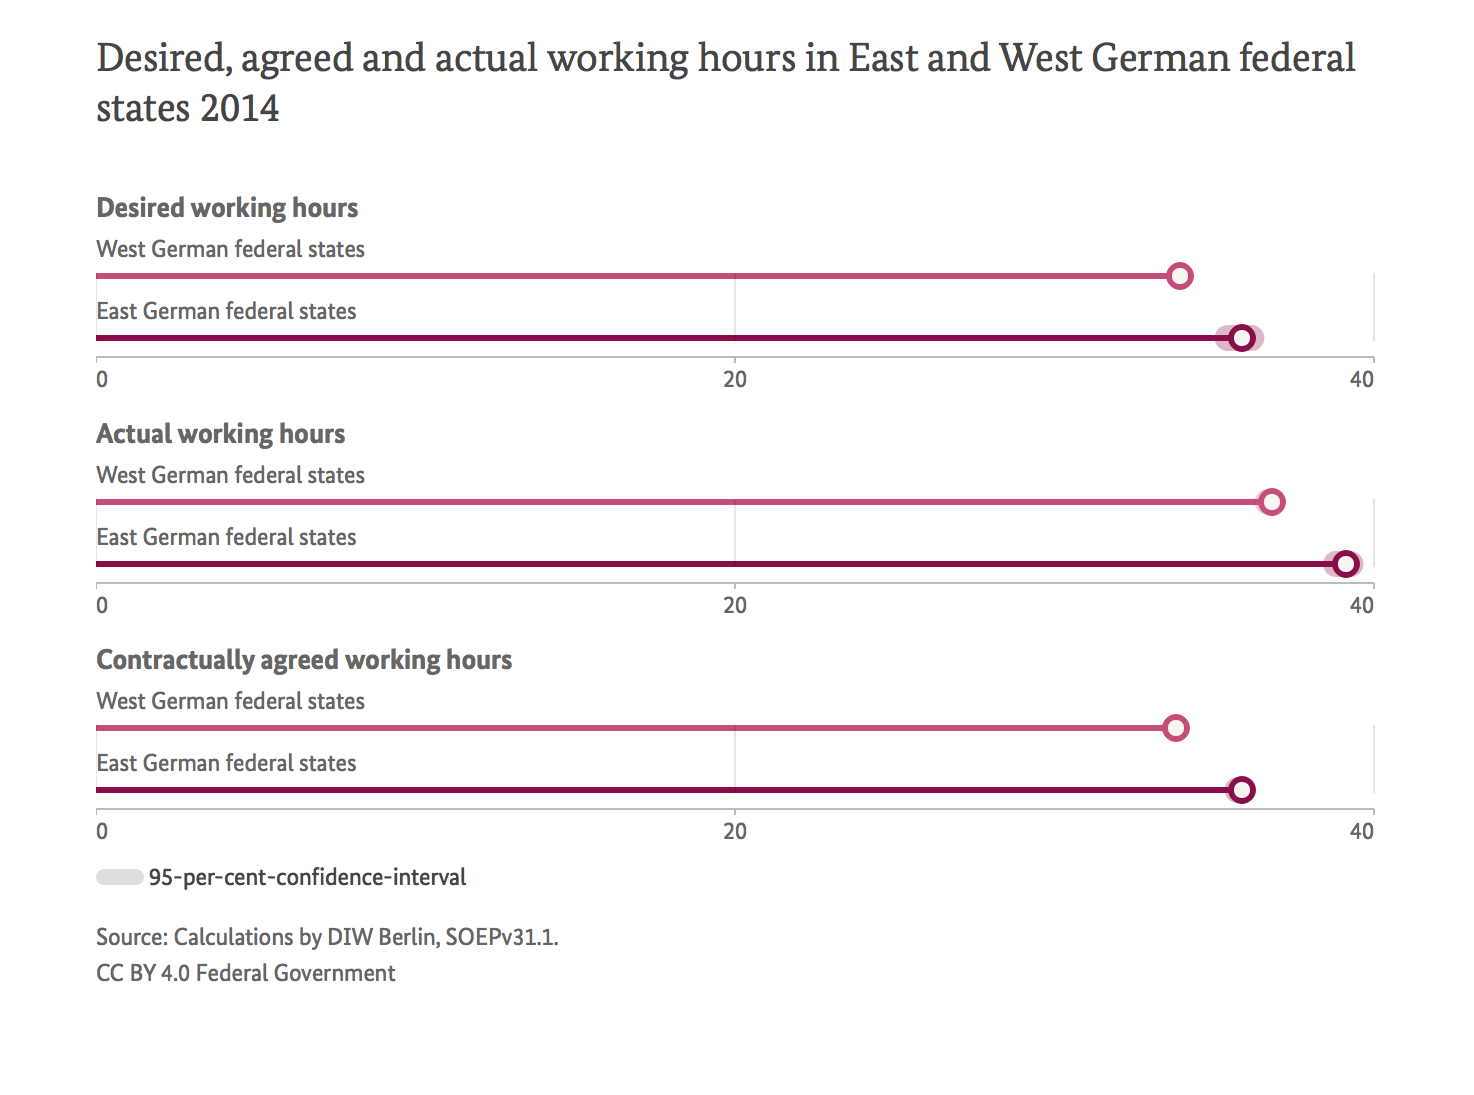 Desired, agreed and actual working hours in East and West German federal
states 2014
Desired working hours
West German federal states
East German federal states
0 20 40
Actual working hours
West German federal states
East German federal states
0 20 40
Contractually agreed working hours
West German federal states
East German federal states
0 20 40
95-per-cent-confidence-interval
Source: Calculations by DIW Berlin, SOEPv31.1.
CC BY 4.0 Federal Government